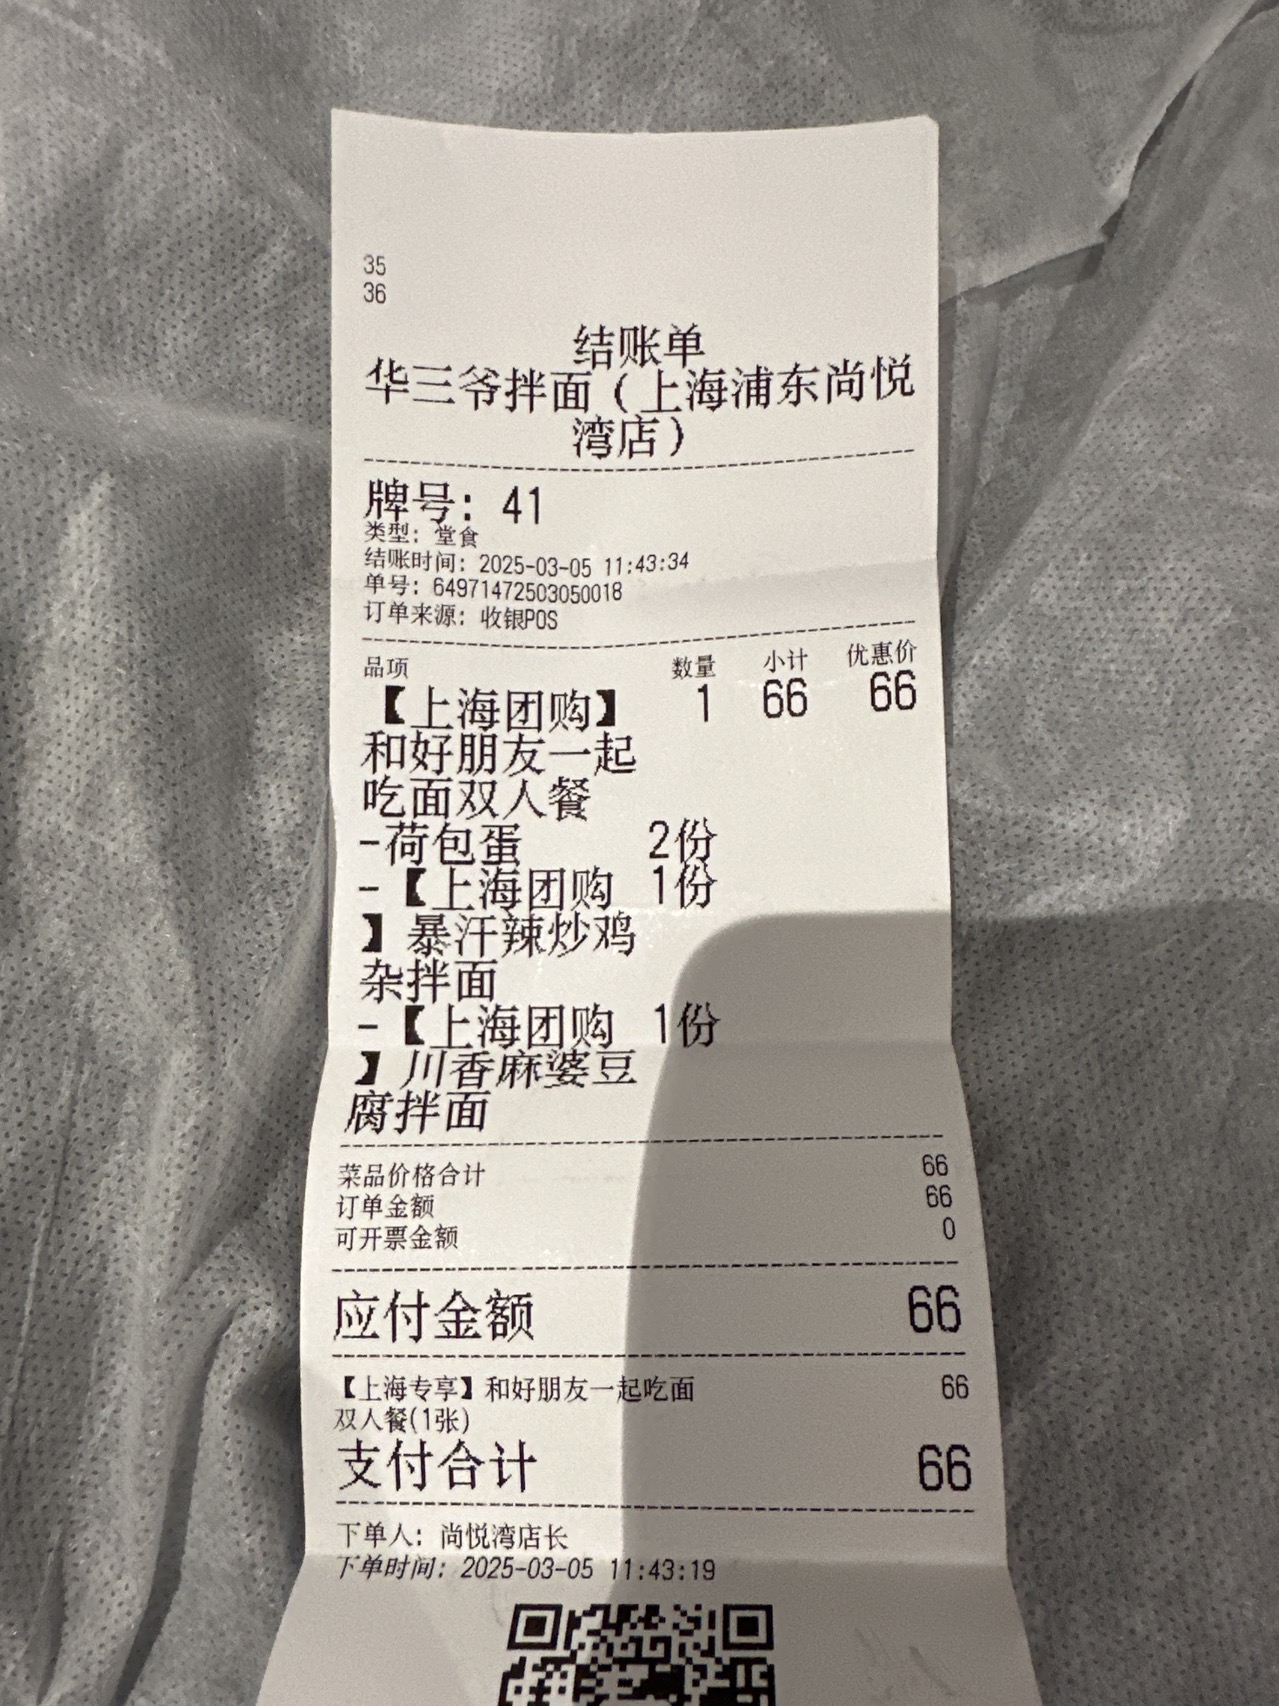 35
36
结账单
华三爷拌面（上海浦东尚悦
湾店）
牌号: 41
类型: 堂食
结账时间: 2025-03-05 11:43:34
单号: 64971472503050018
订单来源: 收银POS
品项 数量 小计 优惠价
【上海团购】 1 66 66
和好朋友一起
吃面双人餐
-荷包蛋 2份
-【上海团购 1份
】暴汗辣炒鸡
杂拌面
-【上海团购 1份
】川香麻婆豆
腐拌面
菜品价格合计 66
订单金额 66
可开票金额 0
应付金额 66
【上海专享】和好朋友一起吃面 66
双人餐(1张)
支付合计 66
下单人: 尚悦湾店长
下单时间: 2025-03-05 11:43:19